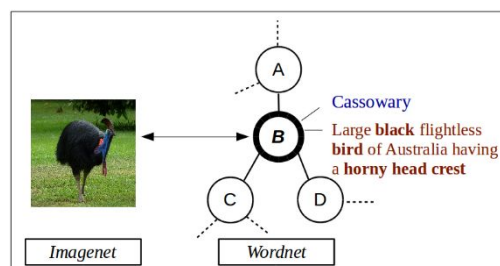 A
B
Cassowary
Large black flightless
bird of Australia having
a horny head crest
C
D
Imagenet
Wordnet